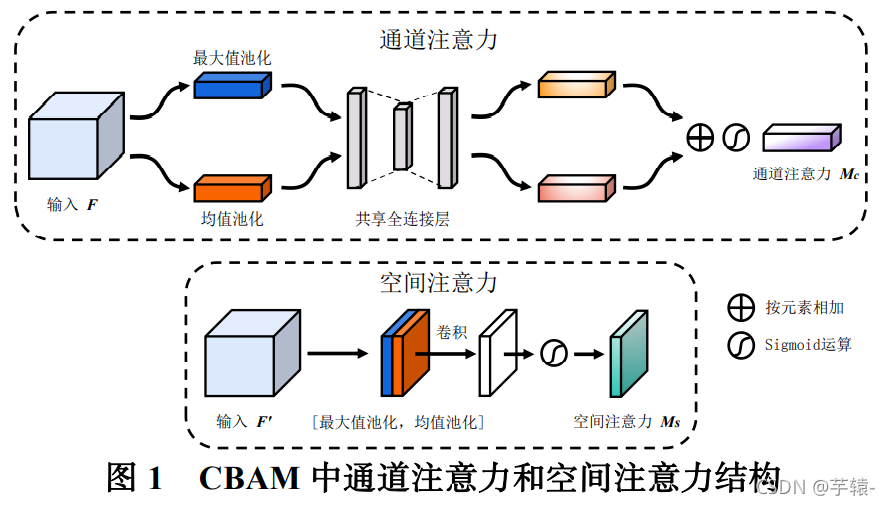 通道注意力
最大值池化
输入 F
均值池化
共享全连接层
通道注意力 Mc
空间注意力
卷积
输入 F'
[最大值池化，均值池化]
空间注意力 Ms
按元素相加
Sigmoid运算
图 1 CBAM 中通道注意力和空间注意力结构
CSDN @芋辕-